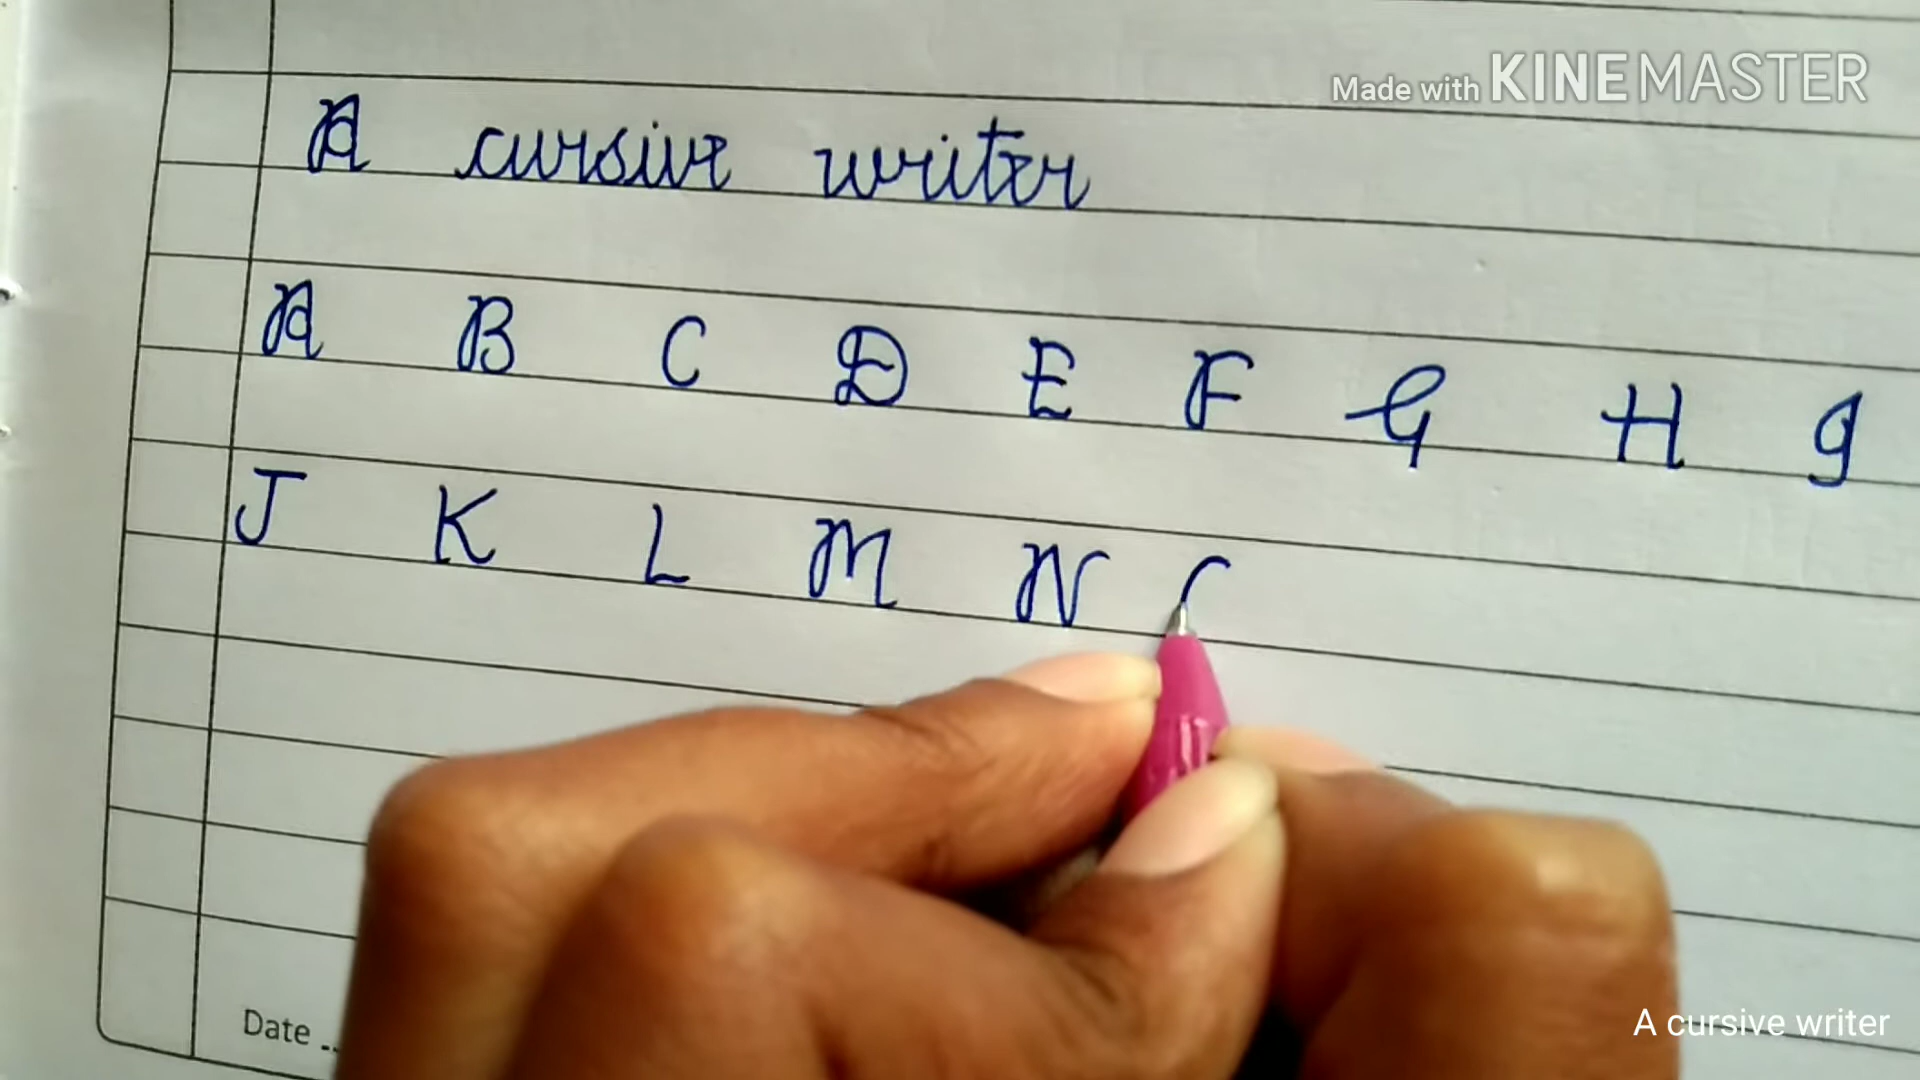 Made with KINEMASTER
A cursive writer
A B C D E F G H I
J K L M N
Date ..
A cursive writer